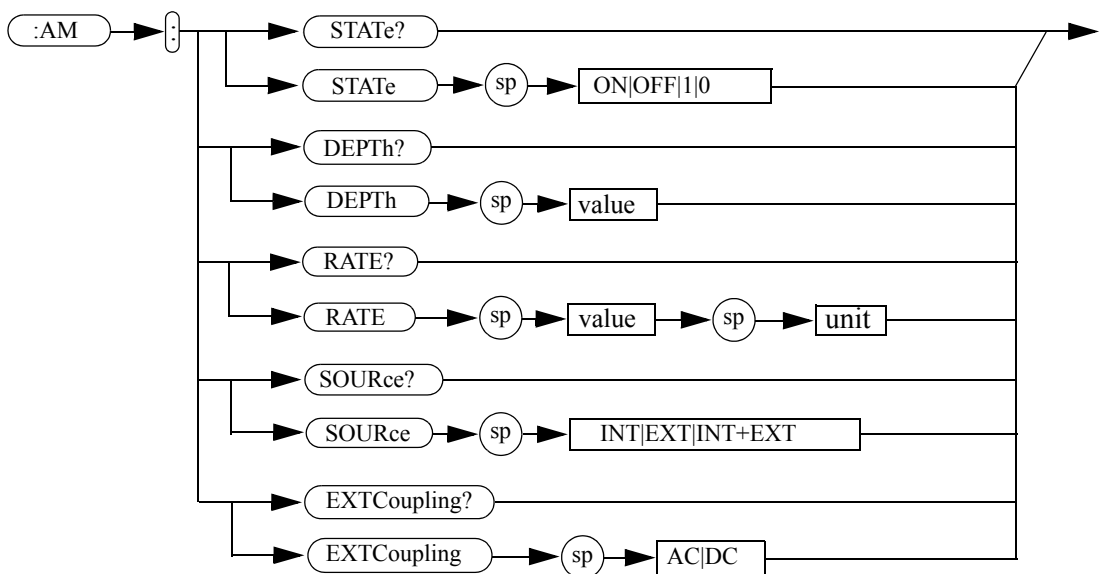 :AM : STATe?
STATe sp ON|OFF|1|0
DEPTh?
DEPTh sp value
RATE?
RATE sp value sp unit
SOURce?
SOURce sp INT|EXT|INT+EXT
EXTCoupling?
EXTCoupling sp AC|DC